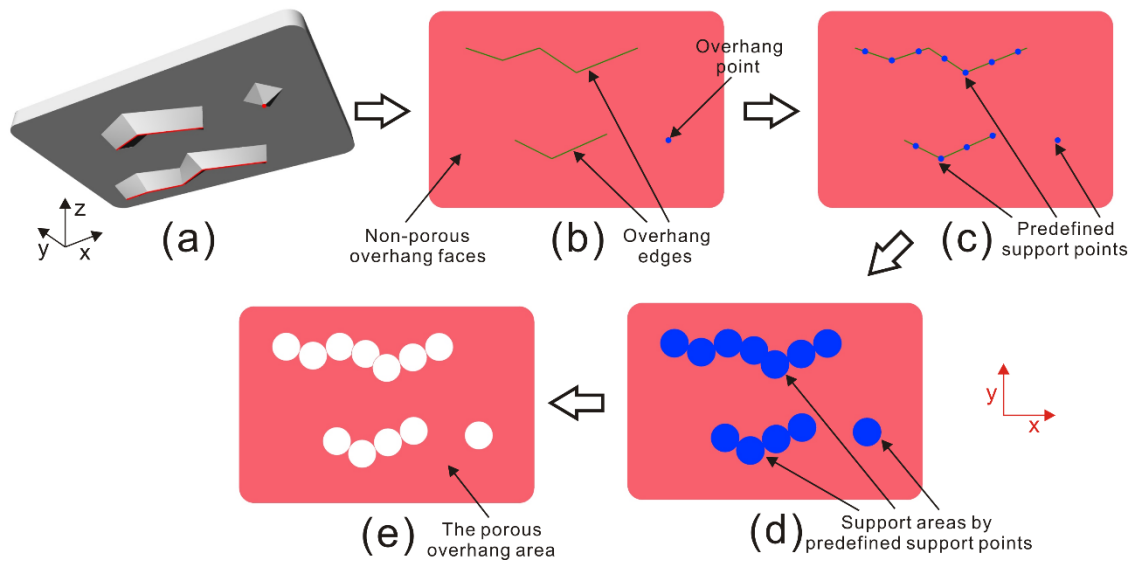 z
y
x
(a)
Overhang
point
Non-porous
overhang faces
(b)
Overhang
edges
(c)
Predefined
support points
(e)
The porous
overhang area
(d)
Support areas by
predefined support points
y
x